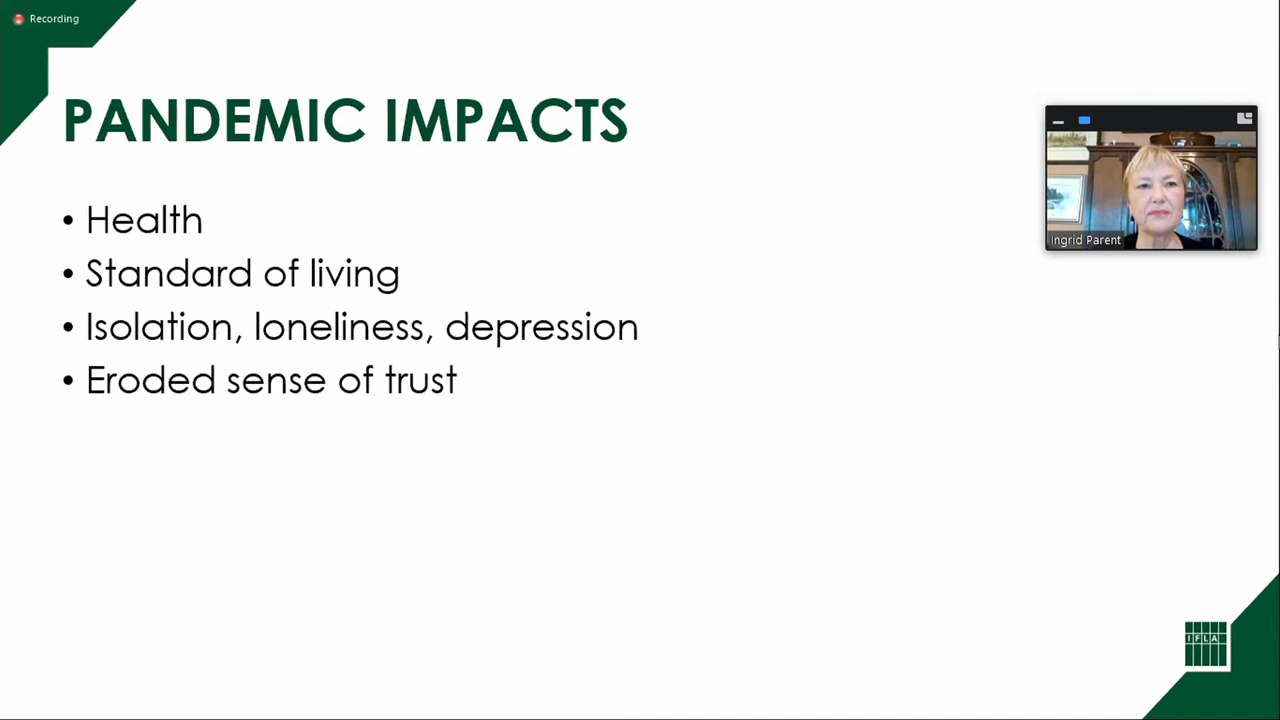 Recording
PANDEMIC IMPACTS
• Health
• Standard of living
• Isolation, loneliness, depression
• Eroded sense of trust
Ingrid Parent
IFLA